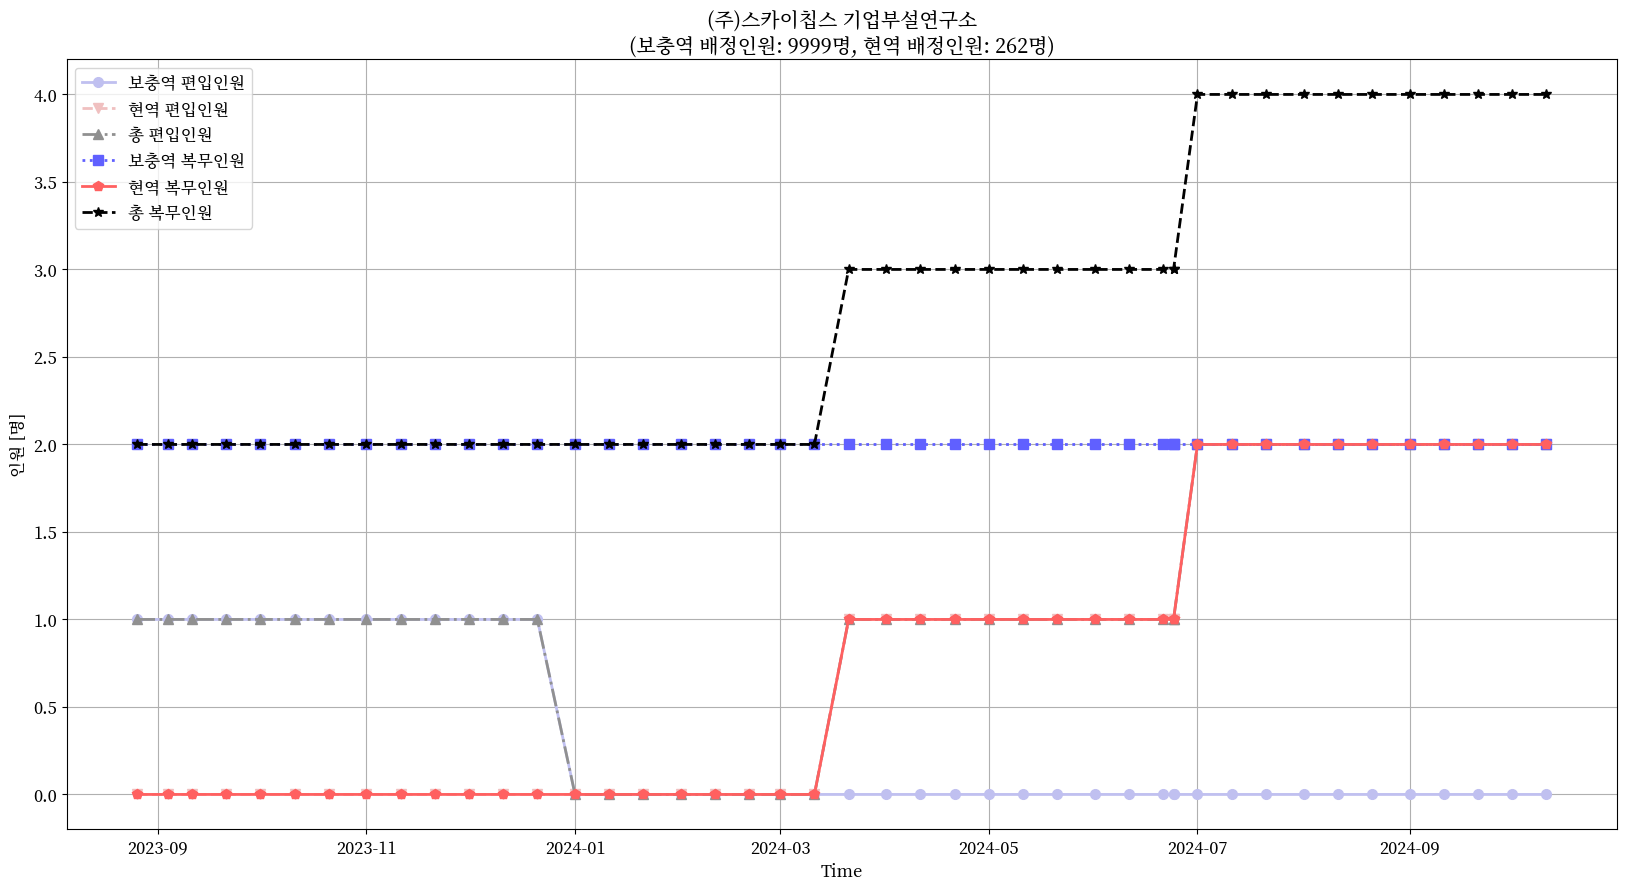 (주)스카이칩스 기업부설연구소
(보충역 배정인원: 9999명, 현역 배정인원: 262명)
보충역 편입인원
현역 편입인원
총 편입인원
보충역 복무인원
현역 복무인원
총 복무인원
4.0
3.5
3.0
2.5
2.0
1.5
1.0
0.5
0.0
인원 [명]
2023-09 2023-11 2024-01 2024-03 2024-05 2024-07 2024-09
Time